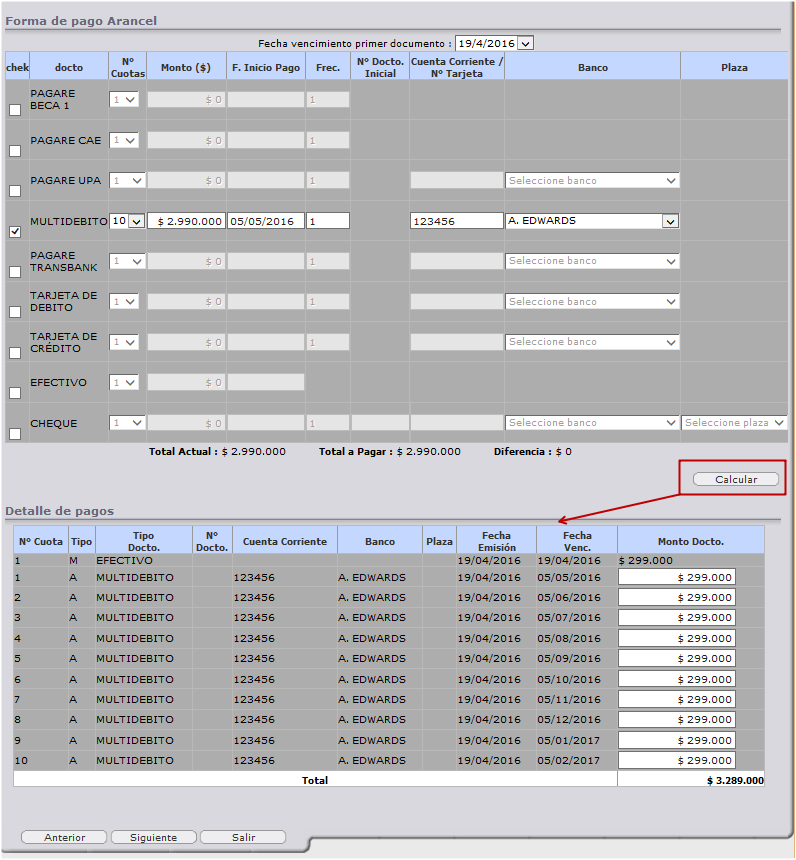 Forma de pago Arancel
Fecha vencimiento primer documento : 19/4/2016
chek docto Nº Cuotas Monto ($) F. Inicio Pago Frec. Nº Docto. Inicial Cuenta Corriente / Nº Tarjeta Banco Plaza
PAGARE BECA 1 1 $ 0 1
PAGARE CAE 1 $ 0 1
PAGARE UPA 1 $ 0 1 Seleccione banco
MULTIDEBITO 10 $ 2.990.000 05/05/2016 1 123456 A. EDWARDS
PAGARE TRANSBANK 1 $ 0 1 Seleccione banco
TARJETA DE DEBITO 1 $ 0 1 Seleccione banco
TARJETA DE CRÉDITO 1 $ 0 1 Seleccione banco
EFECTIVO 1 $ 0
CHEQUE 1 $ 0 1 Seleccione banco Seleccione plaza
Total Actual : $ 2.990.000 Total a Pagar : $ 2.990.000 Diferencia : $ 0
Calcular
Detalle de pagos
Nº Cuota Tipo Tipo Docto. Nº Docto. Cuenta Corriente Banco Plaza Fecha Emisión Fecha Venc. Monto Docto.
1 M EFECTIVO 19/04/2016 19/04/2016 $ 299.000
1 A MULTIDEBITO 123456 A. EDWARDS 19/04/2016 05/05/2016 $ 299.000
2 A MULTIDEBITO 123456 A. EDWARDS 19/04/2016 05/06/2016 $ 299.000
3 A MULTIDEBITO 123456 A. EDWARDS 19/04/2016 05/07/2016 $ 299.000
4 A MULTIDEBITO 123456 A. EDWARDS 19/04/2016 05/08/2016 $ 299.000
5 A MULTIDEBITO 123456 A. EDWARDS 19/04/2016 05/09/2016 $ 299.000
6 A MULTIDEBITO 123456 A. EDWARDS 19/04/2016 05/10/2016 $ 299.000
7 A MULTIDEBITO 123456 A. EDWARDS 19/04/2016 05/11/2016 $ 299.000
8 A MULTIDEBITO 123456 A. EDWARDS 19/04/2016 05/12/2016 $ 299.000
9 A MULTIDEBITO 123456 A. EDWARDS 19/04/2016 05/01/2017 $ 299.000
10 A MULTIDEBITO 123456 A. EDWARDS 19/04/2016 05/02/2017 $ 299.000
Total $ 3.289.000
Anterior Siguiente Salir